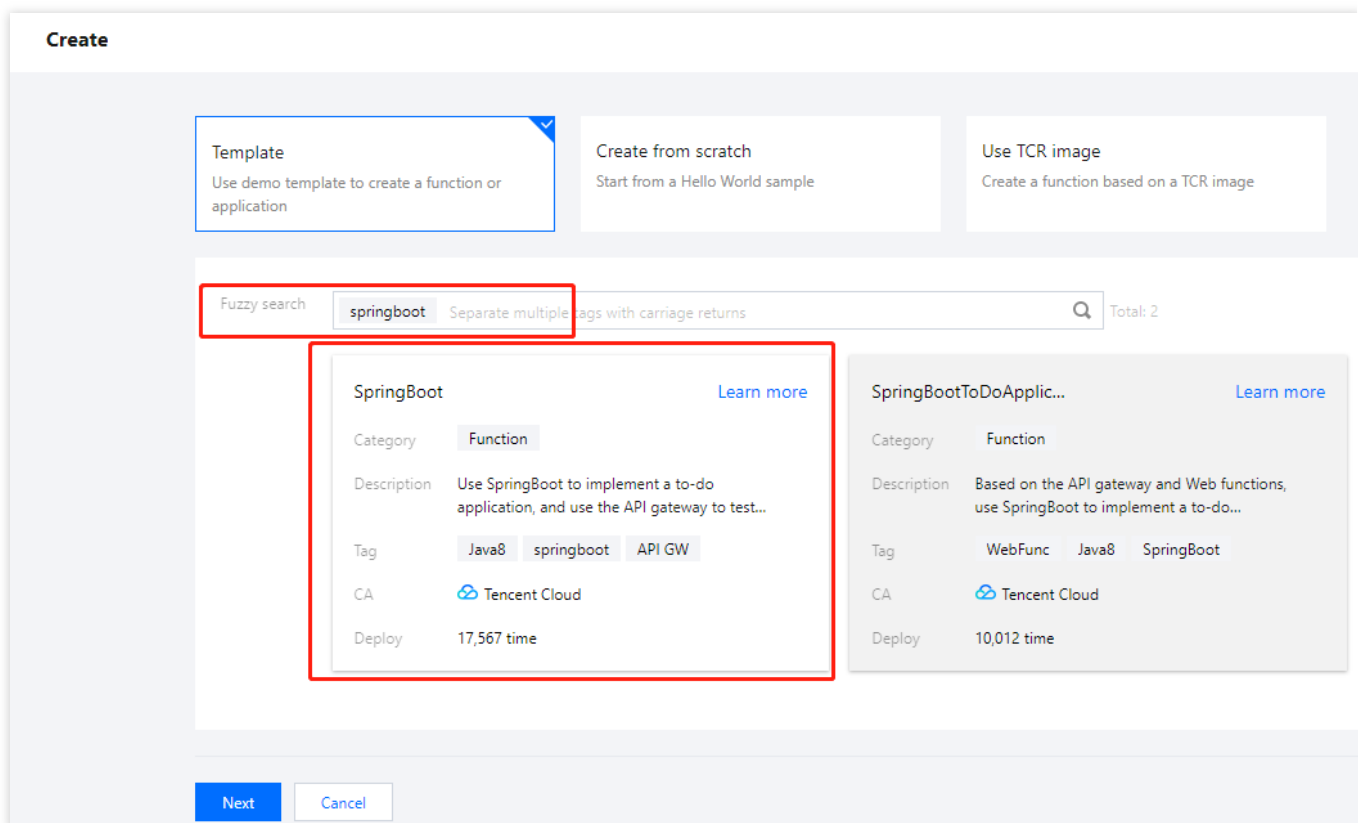 Create
Template
Use demo template to create a function or
application
Create from scratch
Start from a Hello World sample
Use TCR image
Create a function based on a TCR image
Fuzzy search
springboot
Separate multiple tags with carriage returns
Total: 2
SpringBoot
Learn more
Category
Function
Description
Use SpringBoot to implement a to-do
application, and use the API gateway to test...
Tag
Java8
springboot
API GW
CA
Tencent Cloud
Deploy
17,567 time
SpringBootToDoApplic...
Learn more
Category
Function
Description
Based on the API gateway and Web functions,
use SpringBoot to implement a to-do...
Tag
WebFunc
Java8
SpringBoot
CA
Tencent Cloud
Deploy
10,012 time
Next
Cancel